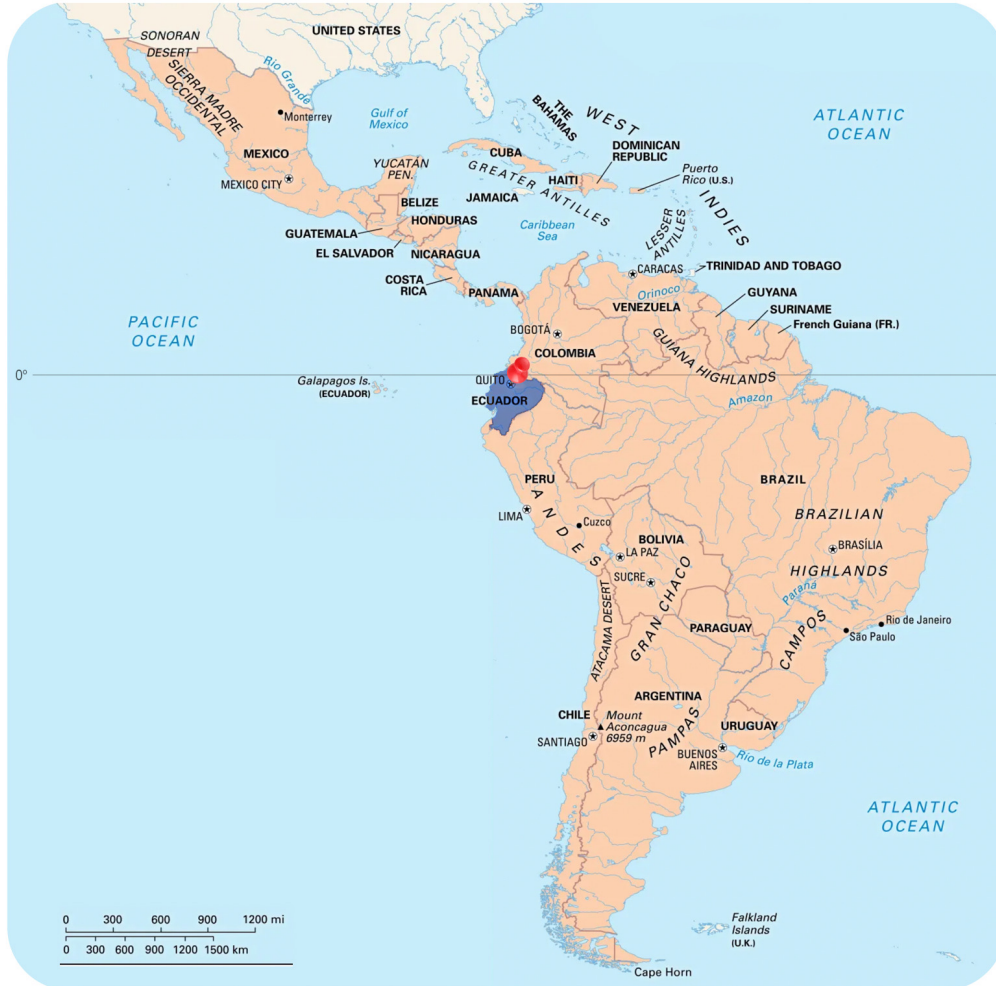 UNITED STATES
SONORAN
DESERT
SIERRA MADRE
OCCIDENTAL
Rio Grande
Monterrey
Gulf of
Mexico
ATLANTIC
OCEAN
THE
BAHAMAS
WEST
INDIES
MEXICO
MEXICO CITY
YUCATÁN
PEN.
CUBA
DOMINICAN
REPUBLIC
HAITI
Puerto
Rico (U.S.)
GREATER ANTILLES
JAMAICA
BELIZE
HONDURAS
GUATEMALA
EL SALVADOR
NICARAGUA
Caribbean
Sea
LESSER
ANTILLES
COSTA
RICA
PANAMA
CARACAS
TRINIDAD AND TOBAGO
Orinoco
VENEZUELA
GUYANA
SURINAME
French Guiana (FR.)
PACIFIC
OCEAN
BOGOTÁ
COLOMBIA
GUIANA HIGHLANDS
0°
Galapagos Is.
(ECUADOR)
QUITO
ECUADOR
Amazon
PERU
ANDES
LIMA
Cuzco
BRAZIL
BRAZILIAN
HIGHLANDS
BRASÍLIA
BOLIVIA
LA PAZ
SUCRE
GRAN CHACO
ATACAMA DESERT
PARAGUAY
Paraná
CAMPOS
Rio de Janeiro
São Paulo
ARGENTINA
CHILE
Mount
Aconcagua
6959 m
SANTIAGO
PAMPAS
URUGUAY
BUENOS
AIRES
Río de la Plata
ATLANTIC
OCEAN
0 300 600 900 1200 mi
0 300 600 900 1200 1500 km
Falkland
Islands
(U.K.)
Cape Horn